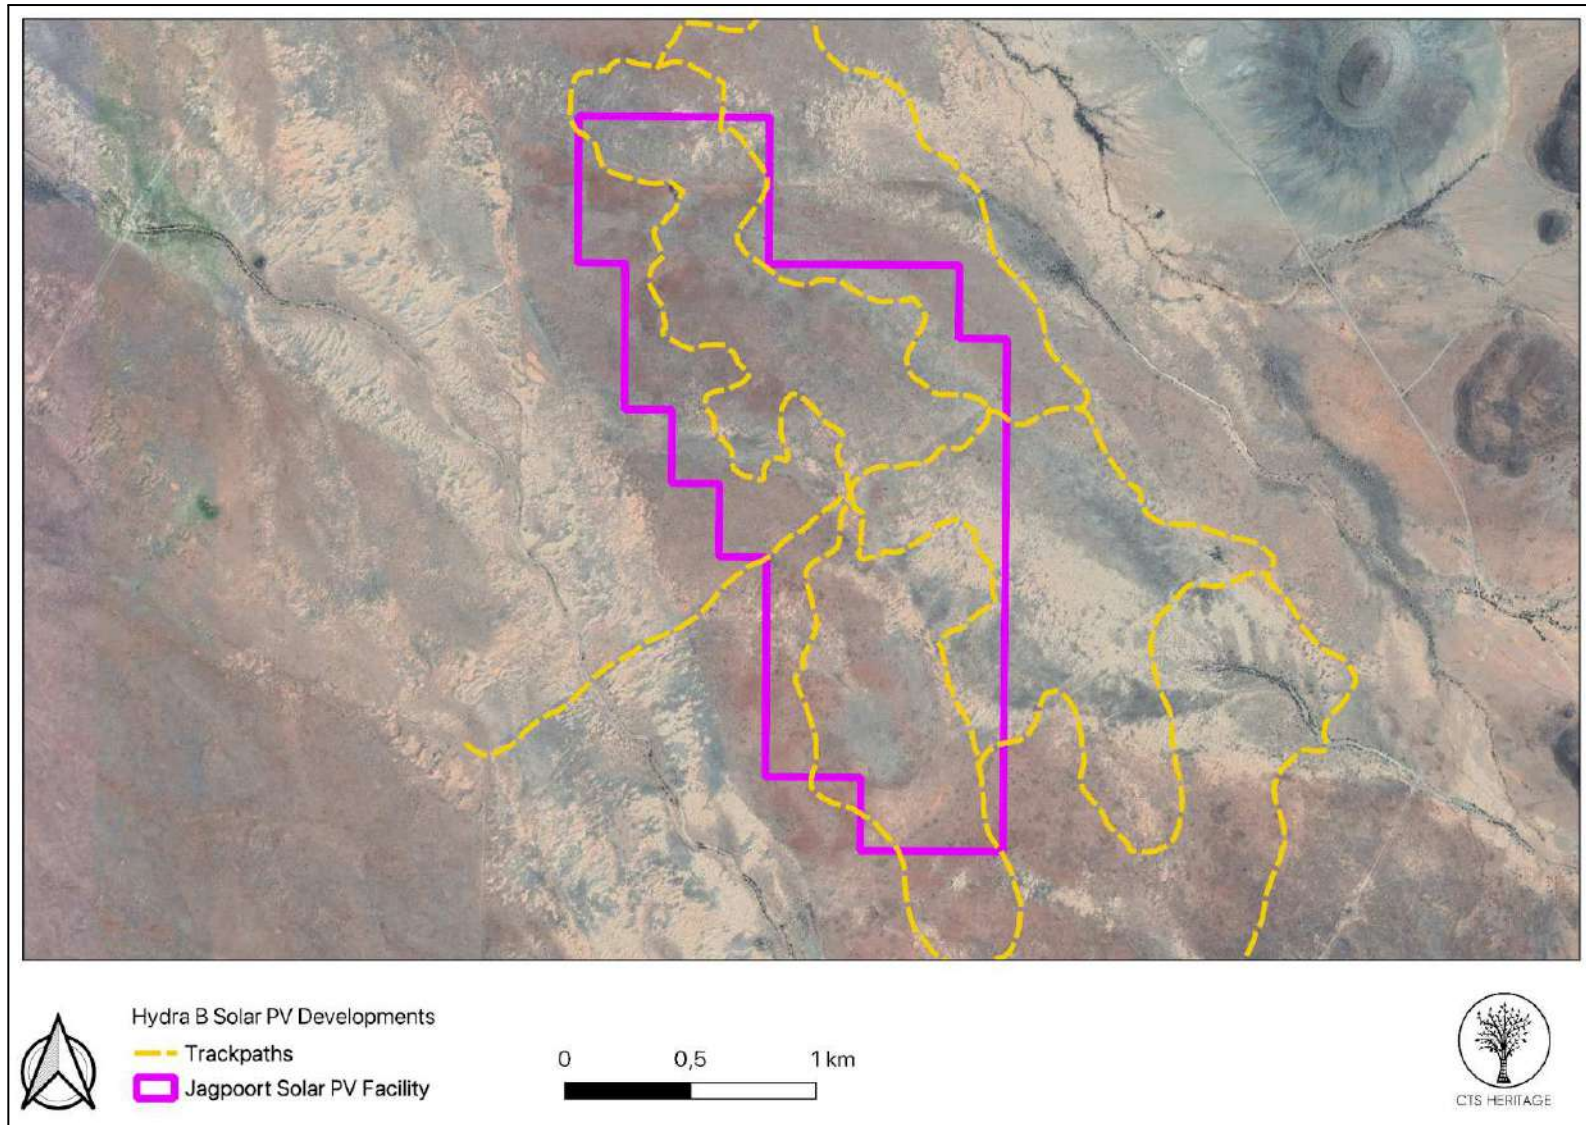 Hydra B Solar PV Developments
Trackpaths
Jagpoort Solar PV Facility
0 0,5 1 km
CTS HERITAGE